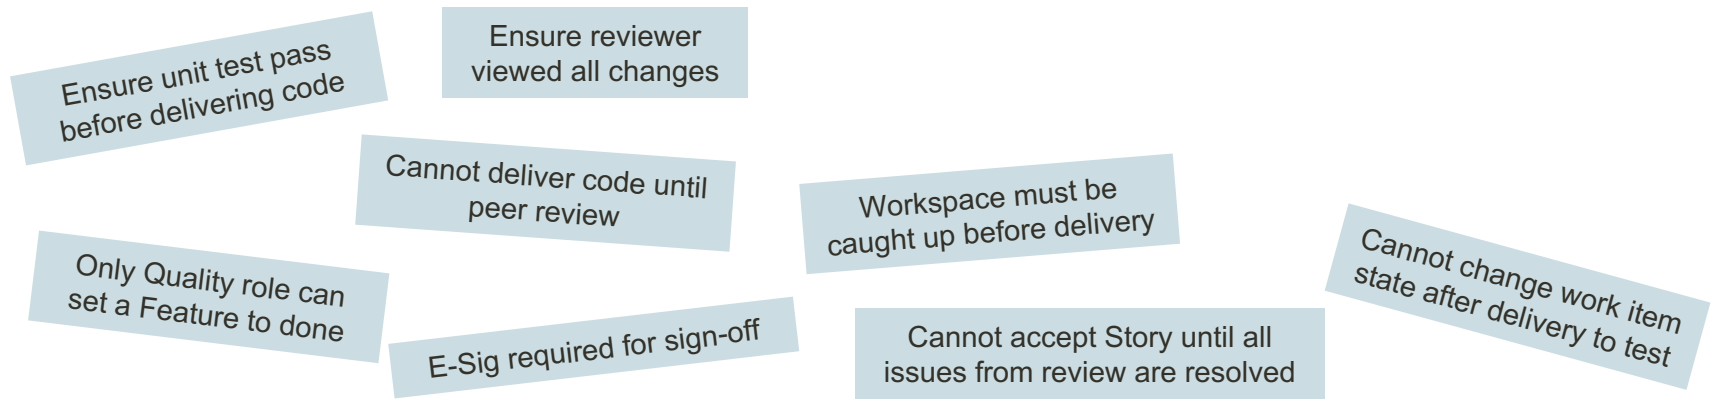 Ensure unit test pass
before delivering code
Ensure reviewer
viewed all changes
Cannot deliver code until
peer review
Workspace must be
caught up before delivery
Only Quality role can
set a Feature to done
E-Sig required for sign-off
Cannot accept Story until all
issues from review are resolved
Cannot change work item
state after delivery to test